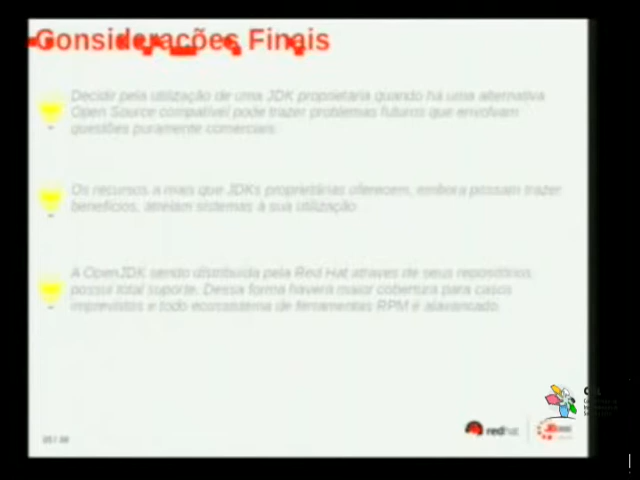 Considerações Finais
Decidir pela utilização de uma JDK proprietária quando há uma alternativa
Open Source compatível pode trazer problemas futuros que envolvam
questões puramente comerciais.
Os recursos a mais que JDKs proprietárias oferecem, embora possam trazer
benefícios, atrelam sistemas à sua utilização
A OpenJDK sendo distribuída pela Red Hat através de seus repositórios,
possui total suporte. Dessa forma haverá maior cobertura para casos
imprevistos e todo ecossistema de ferramentas RPM é alavancado.
redhat